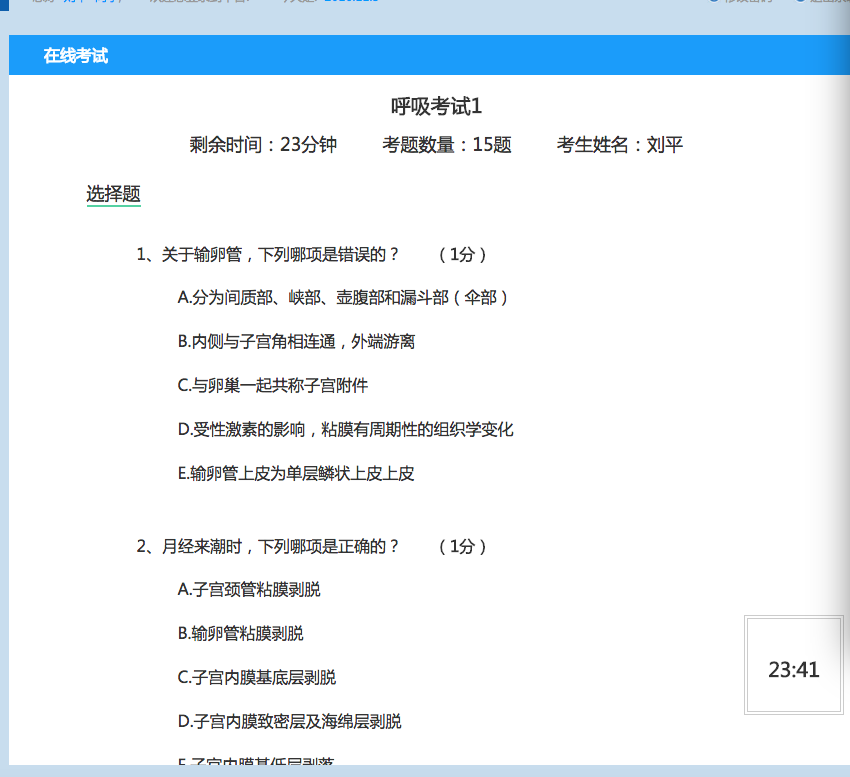 在线考试
呼吸考试1
剩余时间：23分钟 考题数量：15题 考生姓名：刘平
选择题
1、关于输卵管，下列哪项是错误的？ （1分）
A.分为间质部、峡部、壶腹部和漏斗部（伞部）
B.内侧与子宫角相连通，外端游离
C.与卵巢一起共称子宫附件
D.受性激素的影响，粘膜有周期性的组织学变化
E.输卵管上皮为单层鳞状上皮上皮
2、月经来潮时，下列哪项是正确的？ （1分）
A.子宫颈管粘膜剥脱
B.输卵管粘膜剥脱
C.子宫内膜基底层剥脱
23:41
D.子宫内膜致密层及海绵层剥脱